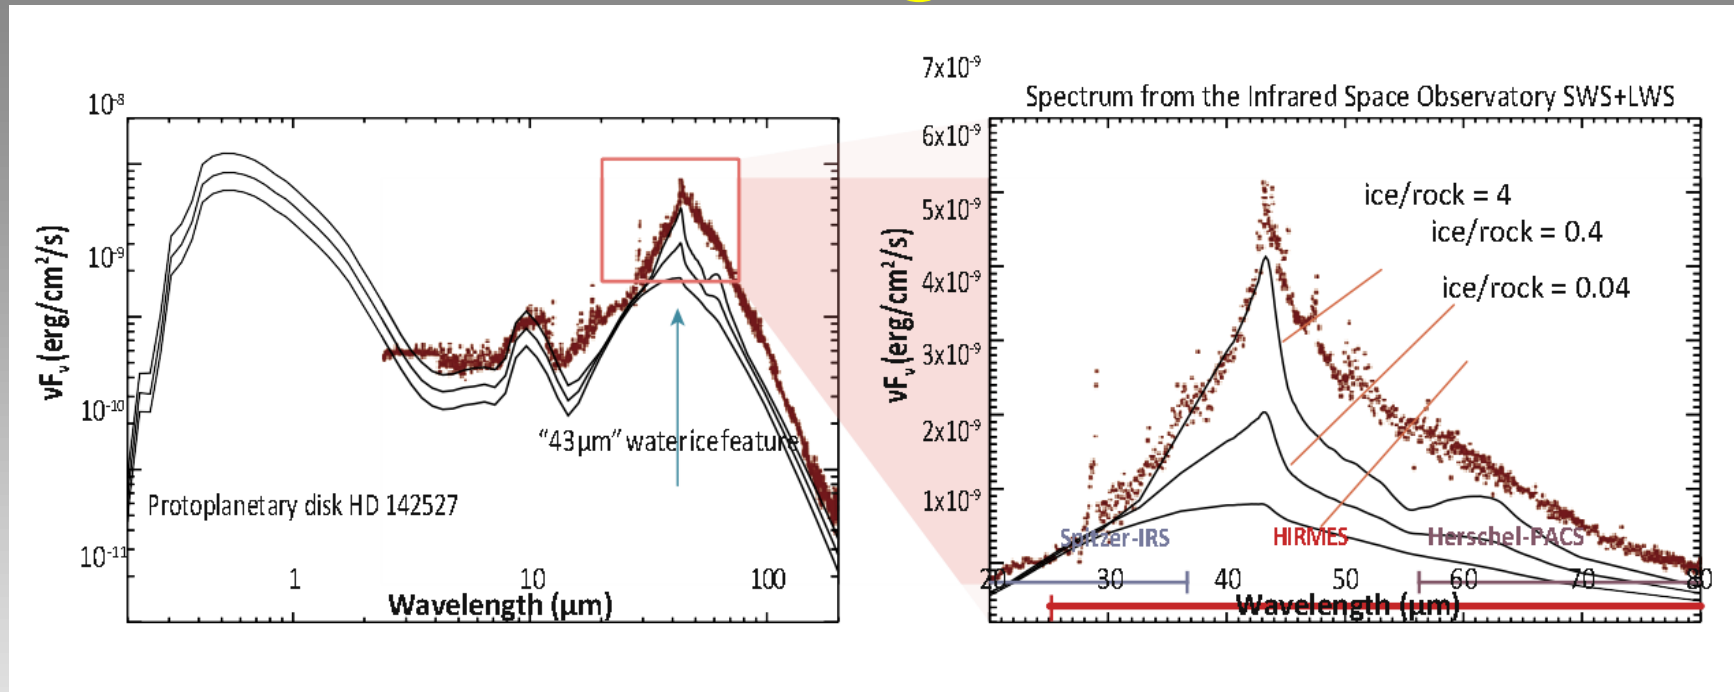 10⁻⁸
10⁻⁹
10⁻¹⁰
10⁻¹¹
νFᵥ (erg/cm²/s)
“43μm” water ice feature
Protoplanetary disk HD 142527
1 10 100
Wavelength (μm)
Spectrum from the Infrared Space Observatory SWS+LWS
7x10⁻⁹
6x10⁻⁹
5x10⁻⁹
4x10⁻⁹
3x10⁻⁹
2x10⁻⁹
1x10⁻⁹
νFᵥ (erg/cm²/s)
ice/rock = 4
ice/rock = 0.4
ice/rock = 0.04
Spitzer-IRS HIRMES Herschel-PACS
20 30 40 50 60 70 80
Wavelength (μm)